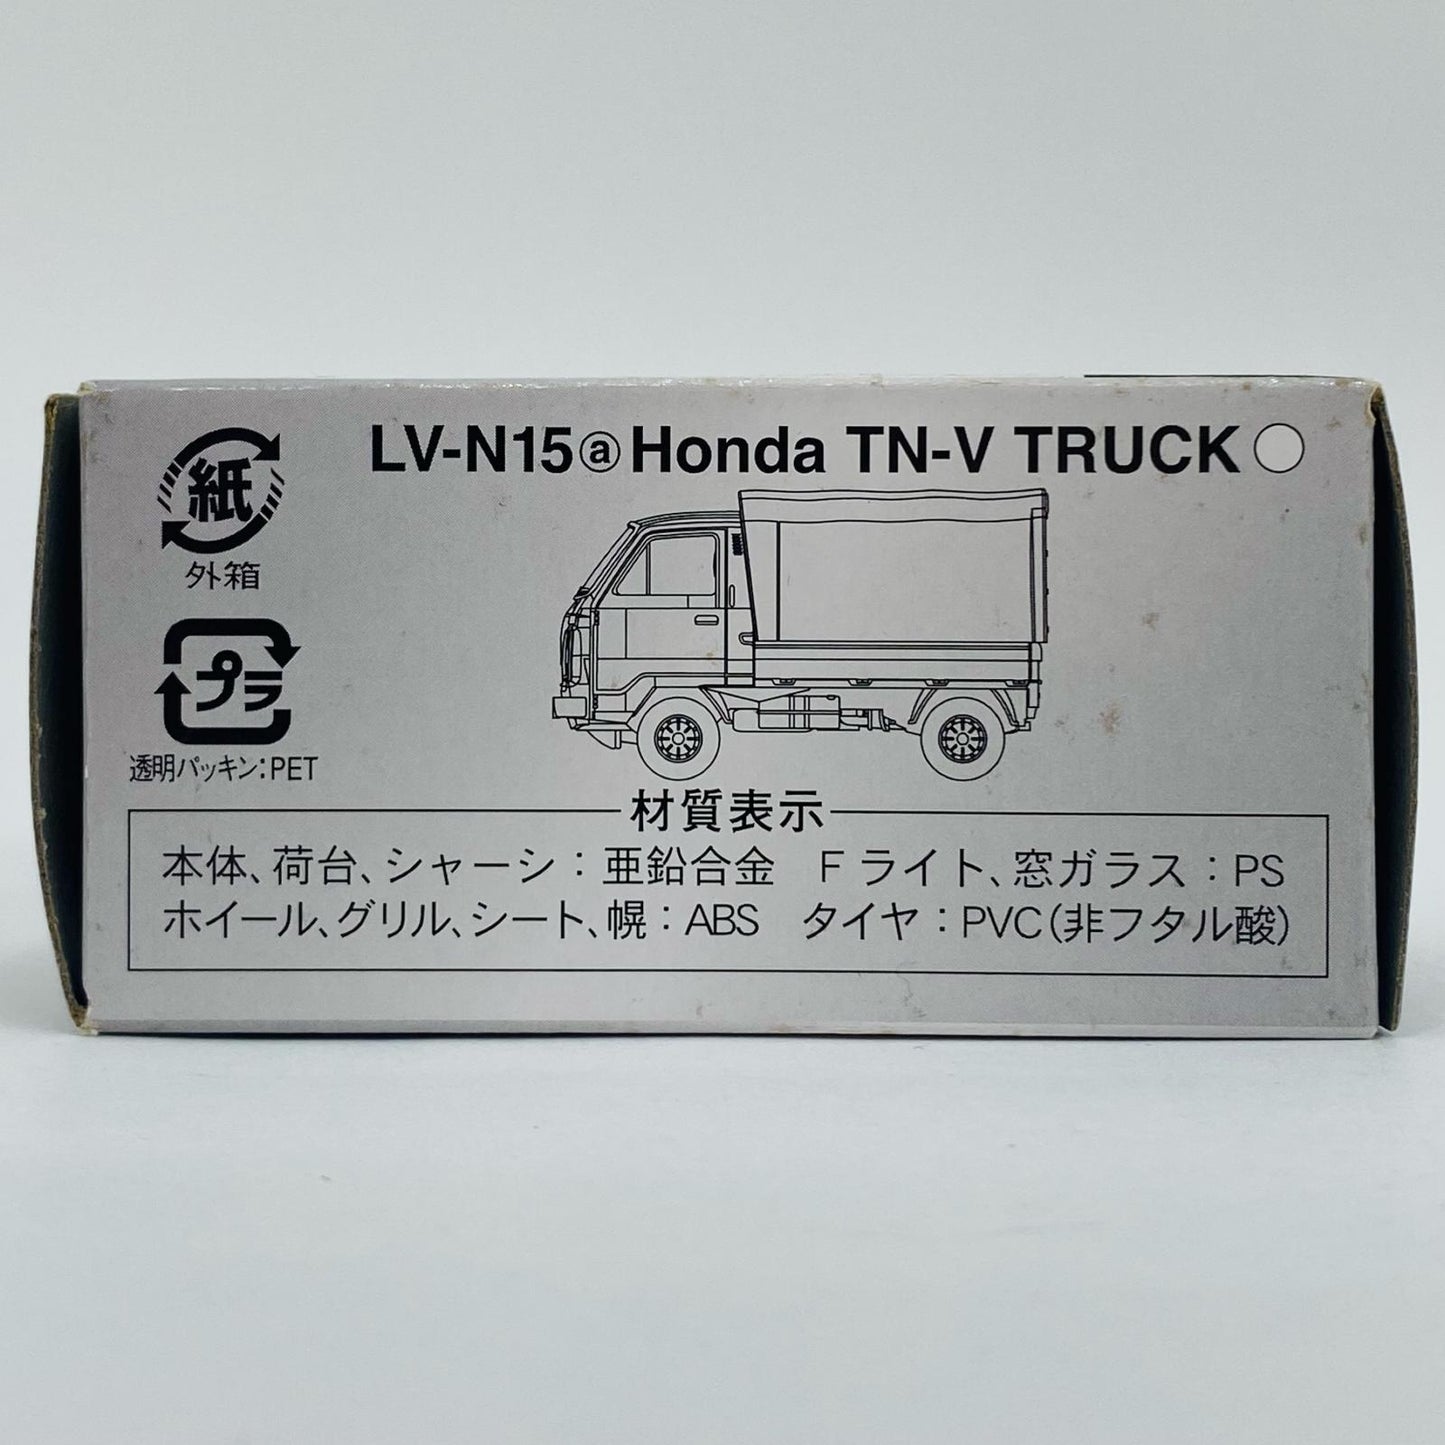 LV-N15ⓐHonda TN-V TRUCK
紙
外箱
プラ
透明パッキン：PET
材質表示
本体、荷台、シャーシ：亜鉛合金 Fライト、窓ガラス：PS
ホイール、グリル、シート、幌：ABS タイヤ：PVC(非フタル酸)